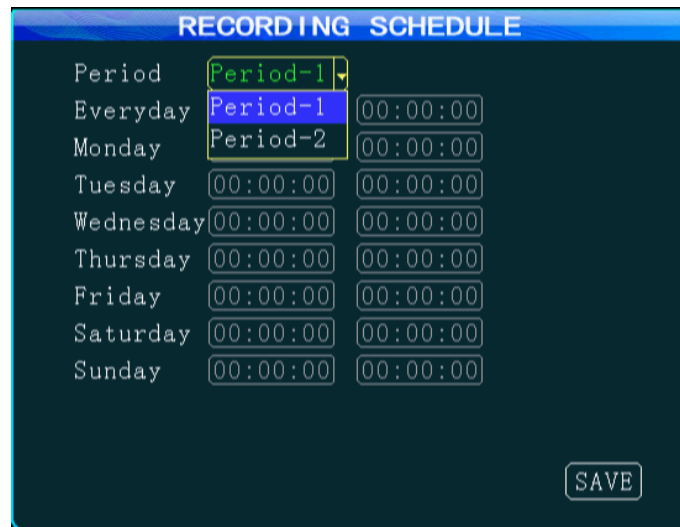 RECORDING SCHEDULE
Period Period-1
Everyday Period-1 00:00:00
Monday Period-2 00:00:00
Tuesday 00:00:00 00:00:00
Wednesday 00:00:00 00:00:00
Thursday 00:00:00 00:00:00
Friday 00:00:00 00:00:00
Saturday 00:00:00 00:00:00
Sunday 00:00:00 00:00:00
SAVE